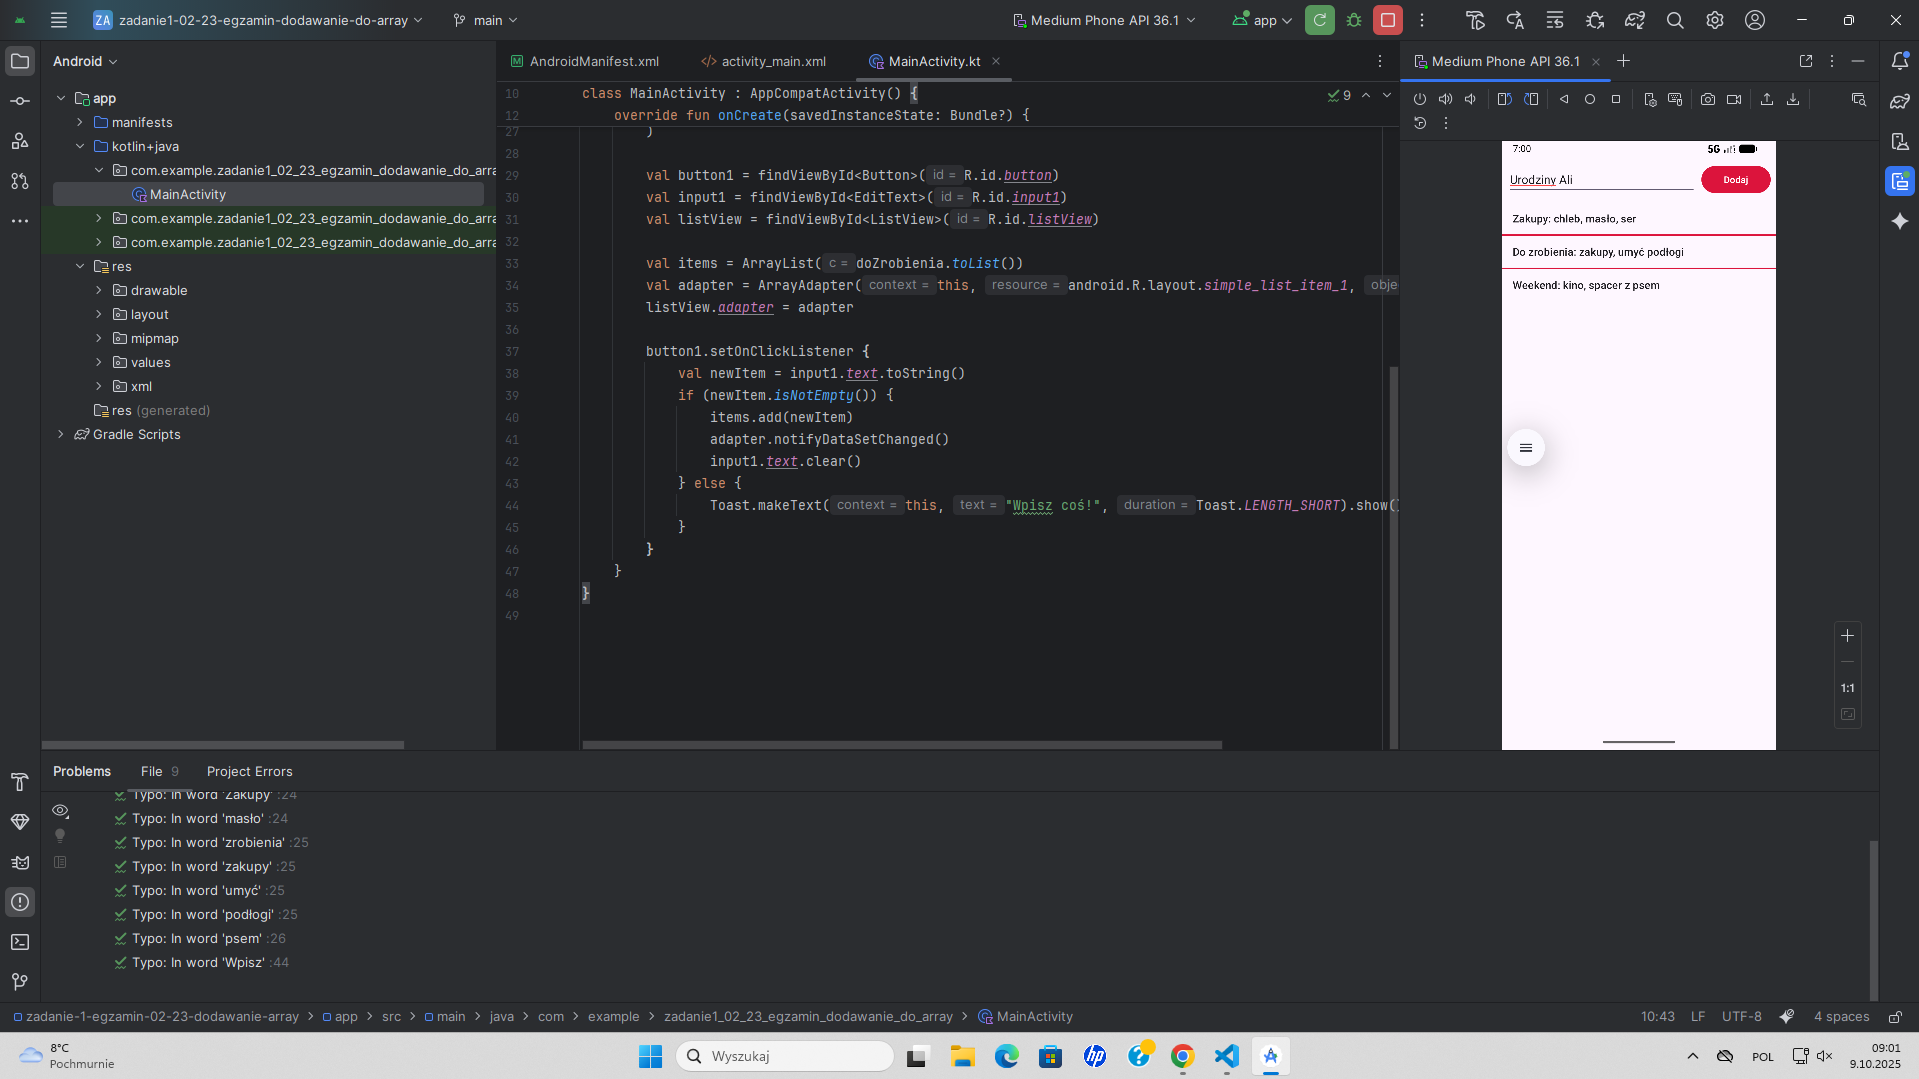 ZA zadanie1-02-23-egzamin-dodawanie-do-array main Medium Phone API 36.1 app
Android
AndroidManifest.xml activity_main.xml MainActivity.kt
Medium Phone API 36.1
app
manifests
kotlin+java
com.example.zadanie1_02_23_egzamin_dodawanie_do_arra
MainActivity
com.example.zadanie1_02_23_egzamin_dodawanie_do_arra
com.example.zadanie1_02_23_egzamin_dodawanie_do_arra
res
drawable
layout
mipmap
values
xml
res (generated)
Gradle Scripts
9
10 class MainActivity : AppCompatActivity() {
12 override fun onCreate(savedInstanceState: Bundle?) {
27 )
28
29 val button1 = findViewById<Button>( id = R.id.button)
30 val input1 = findViewById<EditText>( id = R.id.input1)
31 val listView = findViewById<ListView>( id = R.id.listView)
32
33 val items = ArrayList( c = doZrobienia.toList())
34 val adapter = ArrayAdapter( context = this, resource = android.R.layout.simple_list_item_1, obje
35 listView.adapter = adapter
36
37 button1.setOnClickListener {
38 val newItem = input1.text.toString()
39 if (newItem.isNotEmpty()) {
40 items.add(newItem)
41 adapter.notifyDataSetChanged()
42 input1.text.clear()
43 } else {
44 Toast.makeText( context = this, text = "Wpisz coś!", duration = Toast.LENGTH_SHORT).show()
45 }
46 }
47 }
48 }
49
7:00 5G
Urodziny Ali Dodaj
Zakupy: chleb, masło, ser
Do zrobienia: zakupy, umyć podłogi
Weekend: kino, spacer z psem
1:1
Problems File 9 Project Errors
Typo: In word 'Zakupy' :24
Typo: In word 'masło' :24
Typo: In word 'zrobienia' :25
Typo: In word 'zakupy' :25
Typo: In word 'umyć' :25
Typo: In word 'podłogi' :25
Typo: In word 'psem' :26
Typo: In word 'Wpisz' :44
zadanie-1-egzamin-02-23-dodawanie-array app src main java com example zadanie1_02_23_egzamin_dodawanie_do_array MainActivity
10:43 LF UTF-8 4 spaces
8°C
Pochmurnie
Wyszukaj
hp
POL
09:01
9.10.2025